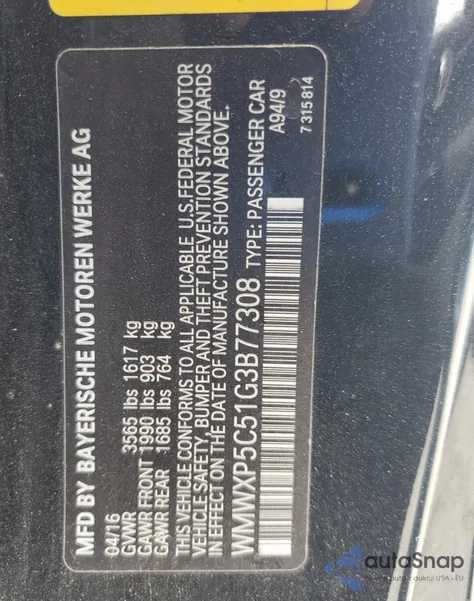 MFD BY BAYERISCHE MOTOREN WERKE AG
04/16
GVWR 3565 lbs 1617 kg
GAWR FRONT 1990 lbs 903 kg
GAWR REAR 1685 lbs 764 kg
THIS VEHICLE CONFORMS TO ALL APPLICABLE U.S.FEDERAL MOTOR
VEHICLE SAFETY, BUMPER AND THEFT PREVENTION STANDARDS
IN EFFECT ON THE DATE OF MANUFACTURE SHOWN ABOVE.
WMWXP5C51G3B77308 TYPE: PASSENGER CAR
A94/9
7 315 814
autoSnap